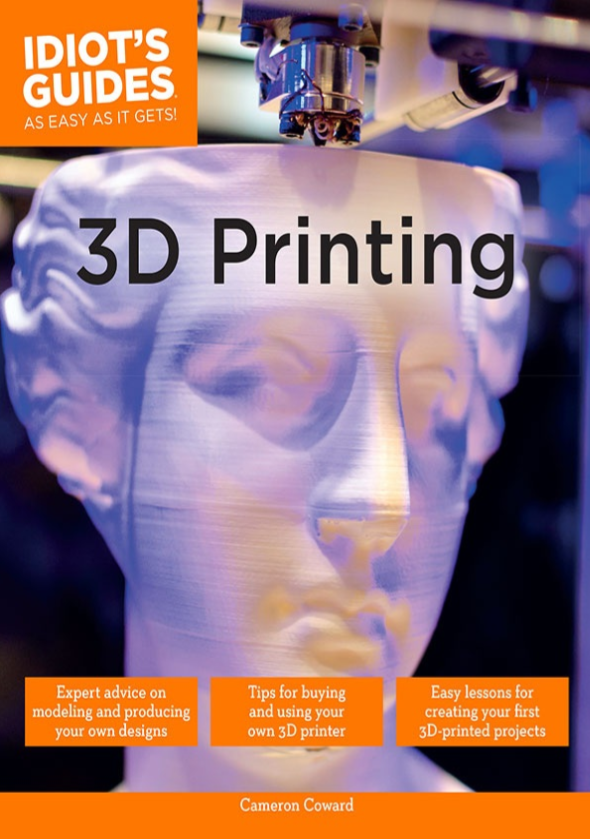 IDIOT'S
GUIDES
AS EASY AS IT GETS!
3D Printing
Expert advice on
modeling and producing
your own designs
Tips for buying
and using your
own 3D printer
Easy lessons for
creating your first
3D-printed projects
Cameron Coward